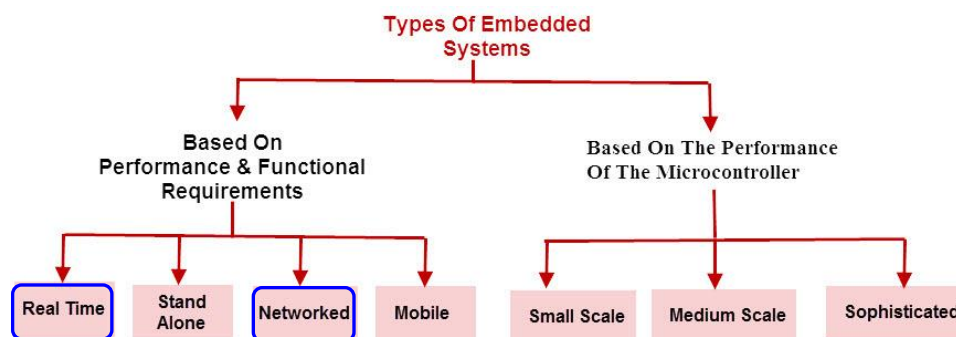 Types Of Embedded
Systems
Based On
Performance & Functional
Requirements
Based On The Performance
Of The Microcontroller
Real Time
Stand
Alone
Networked
Mobile
Small Scale
Medium Scale
Sophisticated